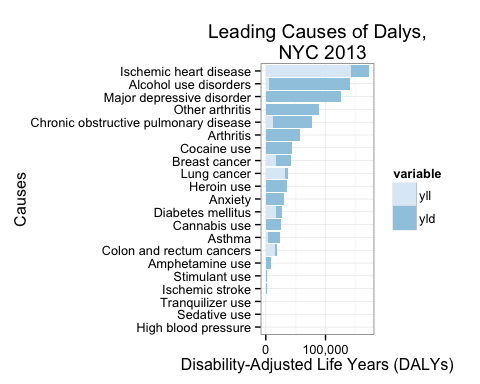 Leading Causes of Dalys,
NYC 2013
Causes
Ischemic heart disease
Alcohol use disorders
Major depressive disorder
Other arthritis
Chronic obstructive pulmonary disease
Arthritis
Cocaine use
Breast cancer
Lung cancer
Heroin use
Anxiety
Diabetes mellitus
Cannabis use
Asthma
Colon and rectum cancers
Amphetamine use
Stimulant use
Ischemic stroke
Tranquilizer use
Sedative use
High blood pressure
0 100,000
Disability-Adjusted Life Years (DALYs)
variable
yll
yld